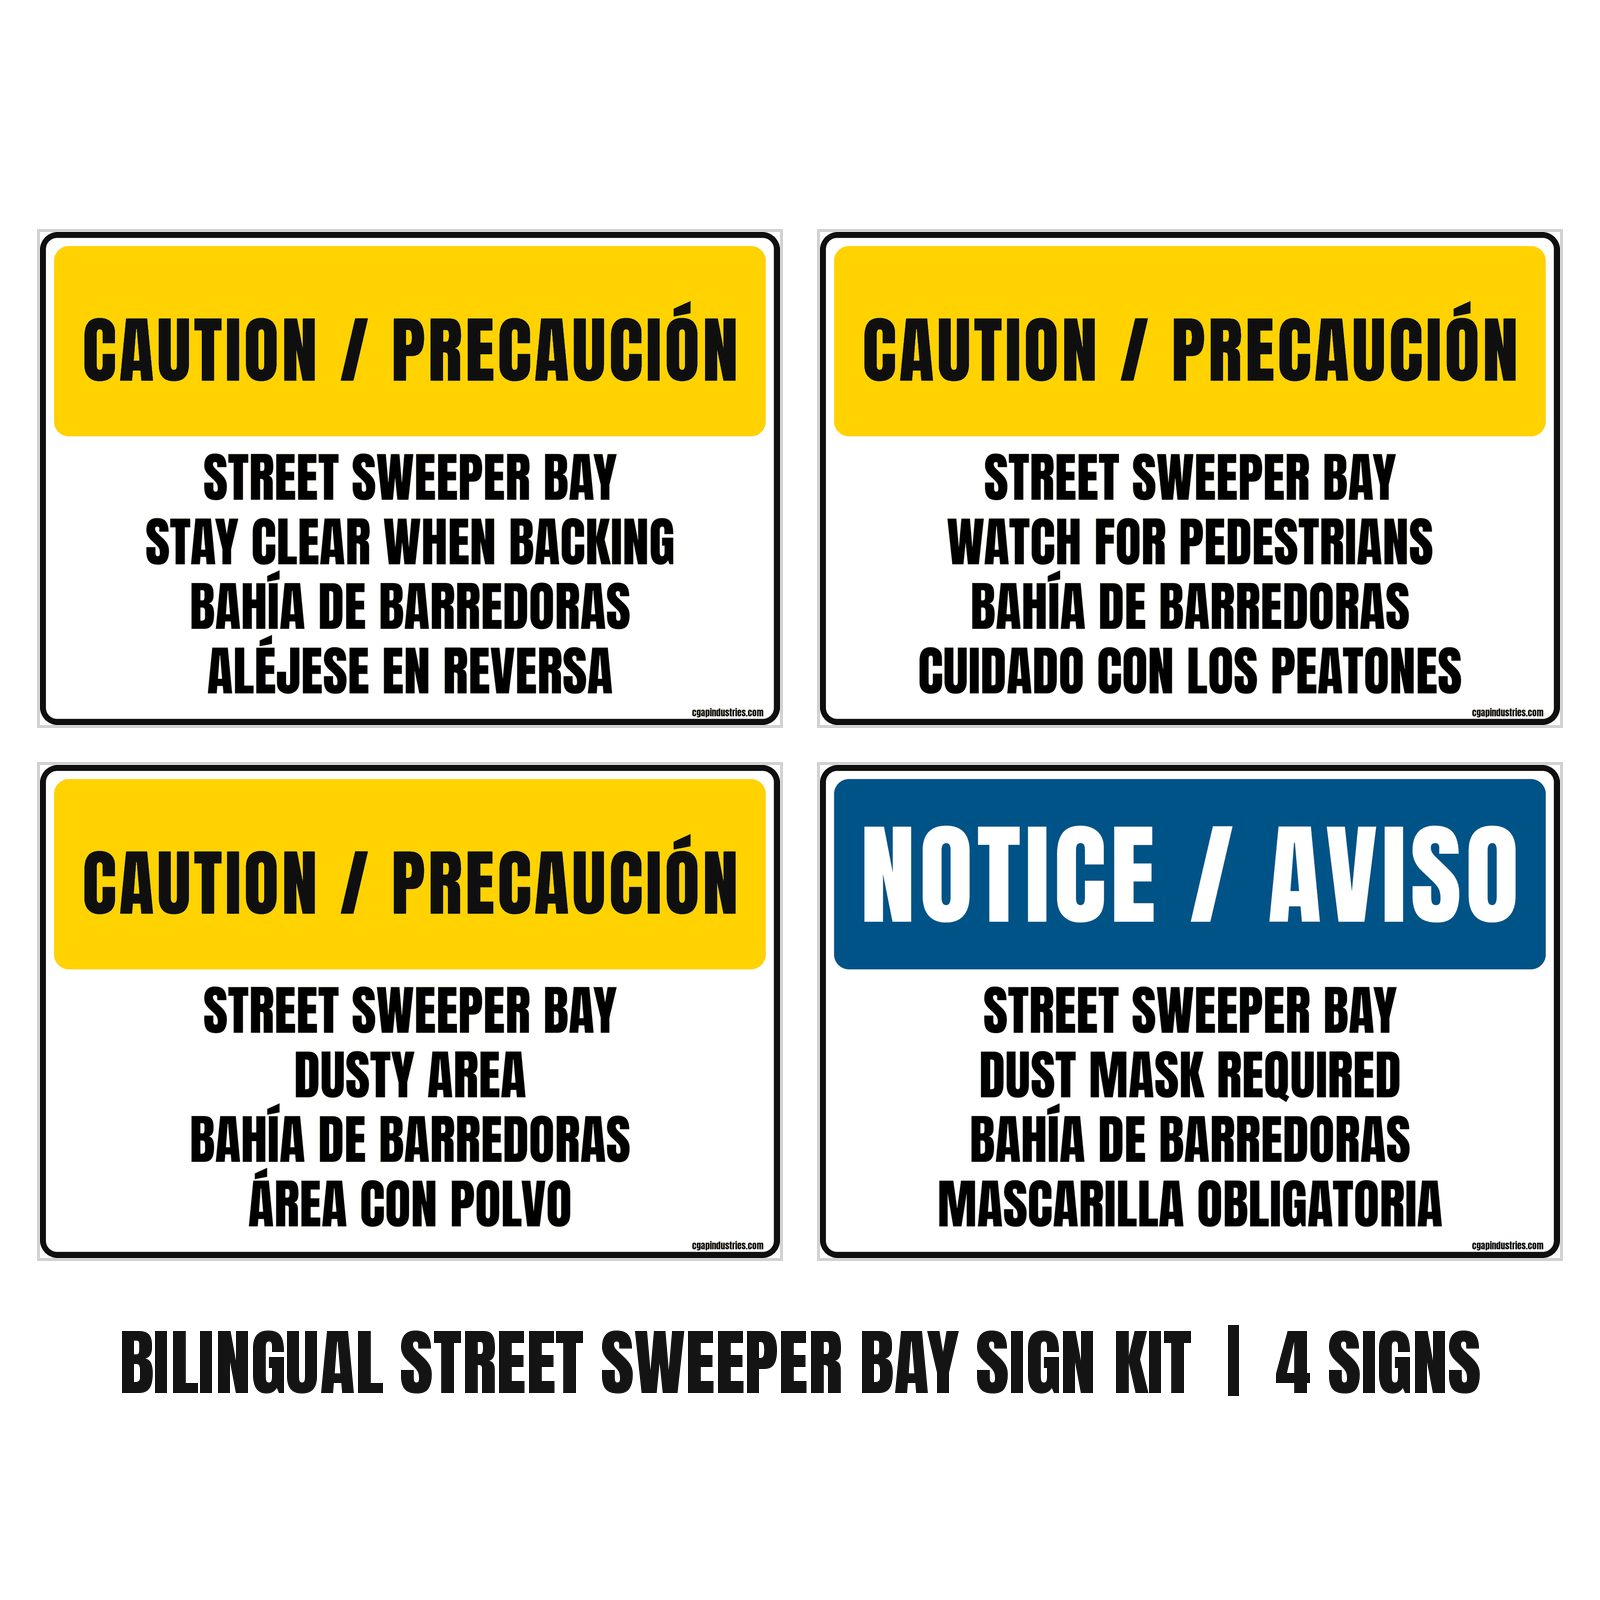 CAUTION / PRECAUCIÓN
STREET SWEEPER BAY
STAY CLEAR WHEN BACKING
BAHÍA DE BARREDORAS
ALÉJESE EN REVERSA
cgapindustries.com
CAUTION / PRECAUCIÓN
STREET SWEEPER BAY
WATCH FOR PEDESTRIANS
BAHÍA DE BARREDORAS
CUIDADO CON LOS PEATONES
cgapindustries.com
CAUTION / PRECAUCIÓN
STREET SWEEPER BAY
DUSTY AREA
BAHÍA DE BARREDORAS
ÁREA CON POLVO
cgapindustries.com
NOTICE / AVISO
STREET SWEEPER BAY
DUST MASK REQUIRED
BAHÍA DE BARREDORAS
MASCARILLA OBLIGATORIA
cgapindustries.com
BILINGUAL STREET SWEEPER BAY SIGN KIT | 4 SIGNS